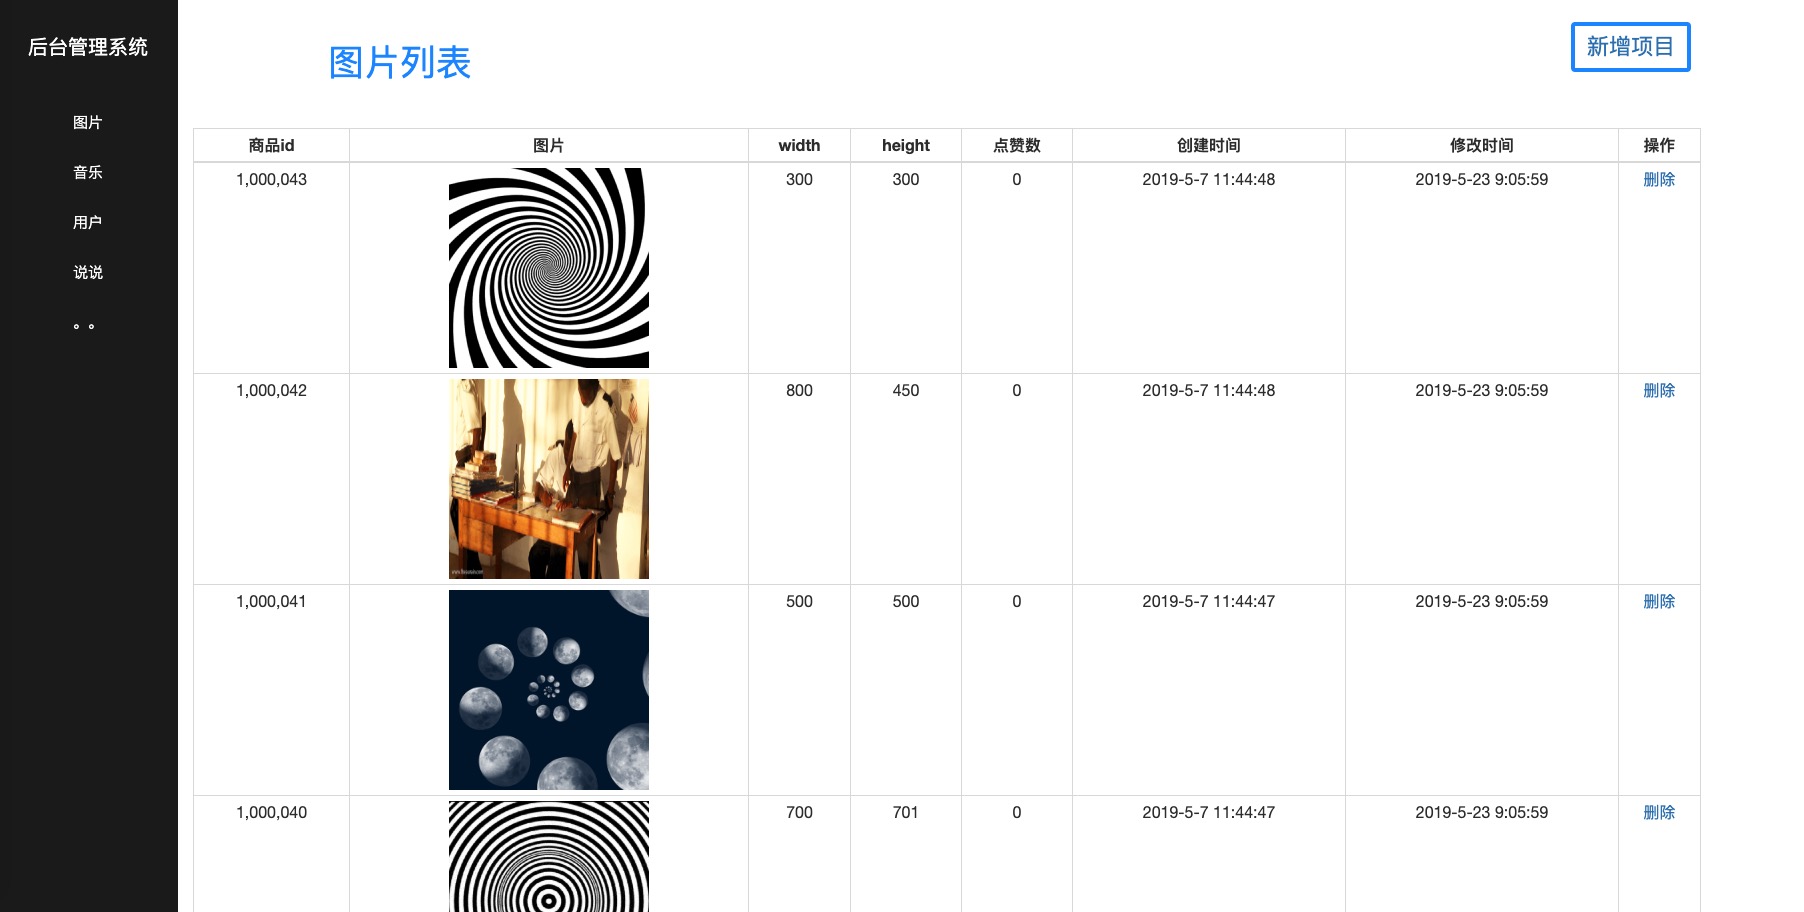 后台管理系统
图片
音乐
用户
说说
。。
图片列表
新增项目
商品id 图片 width height 点赞数 创建时间 修改时间 操作
1,000,043 300 300 0 2019-5-7 11:44:48 2019-5-23 9:05:59 删除
1,000,042 800 450 0 2019-5-7 11:44:48 2019-5-23 9:05:59 删除
1,000,041 500 500 0 2019-5-7 11:44:47 2019-5-23 9:05:59 删除
1,000,040 700 701 0 2019-5-7 11:44:47 2019-5-23 9:05:59 删除